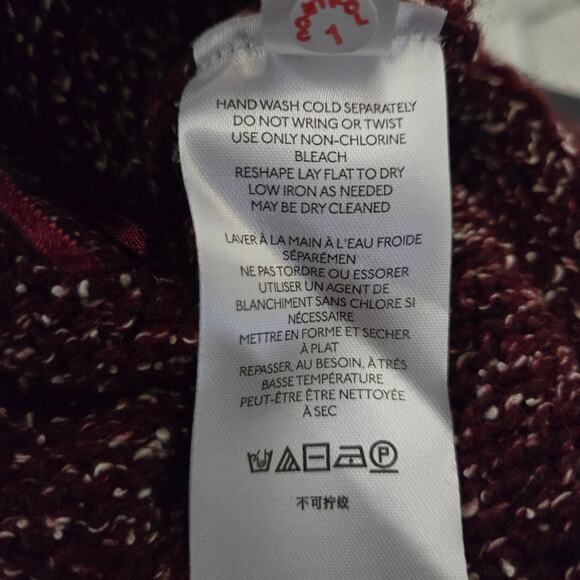 CONTROL
1
HAND WASH COLD SEPARATELY
DO NOT WRING OR TWIST
USE ONLY NON-CHLORINE
BLEACH
RESHAPE LAY FLAT TO DRY
LOW IRON AS NEEDED
MAY BE DRY CLEANED
LAVER À LA MAIN À L'EAU FROIDE
SÉPARÉMEN
NE PAS TORDRE OU ESSORER
UTILISER UN AGENT DE
BLANCHIMENT SANS CHLORE SI
NÉCESSAIRE
METTRE EN FORME ET SECHER
À PLAT
REPASSER, AU BESOIN, À TRÈS
BASSE TEMPÉRATURE
PEUT-ÊTRE ÊTRE NETTOYÉE
À SEC
P
不可拧绞